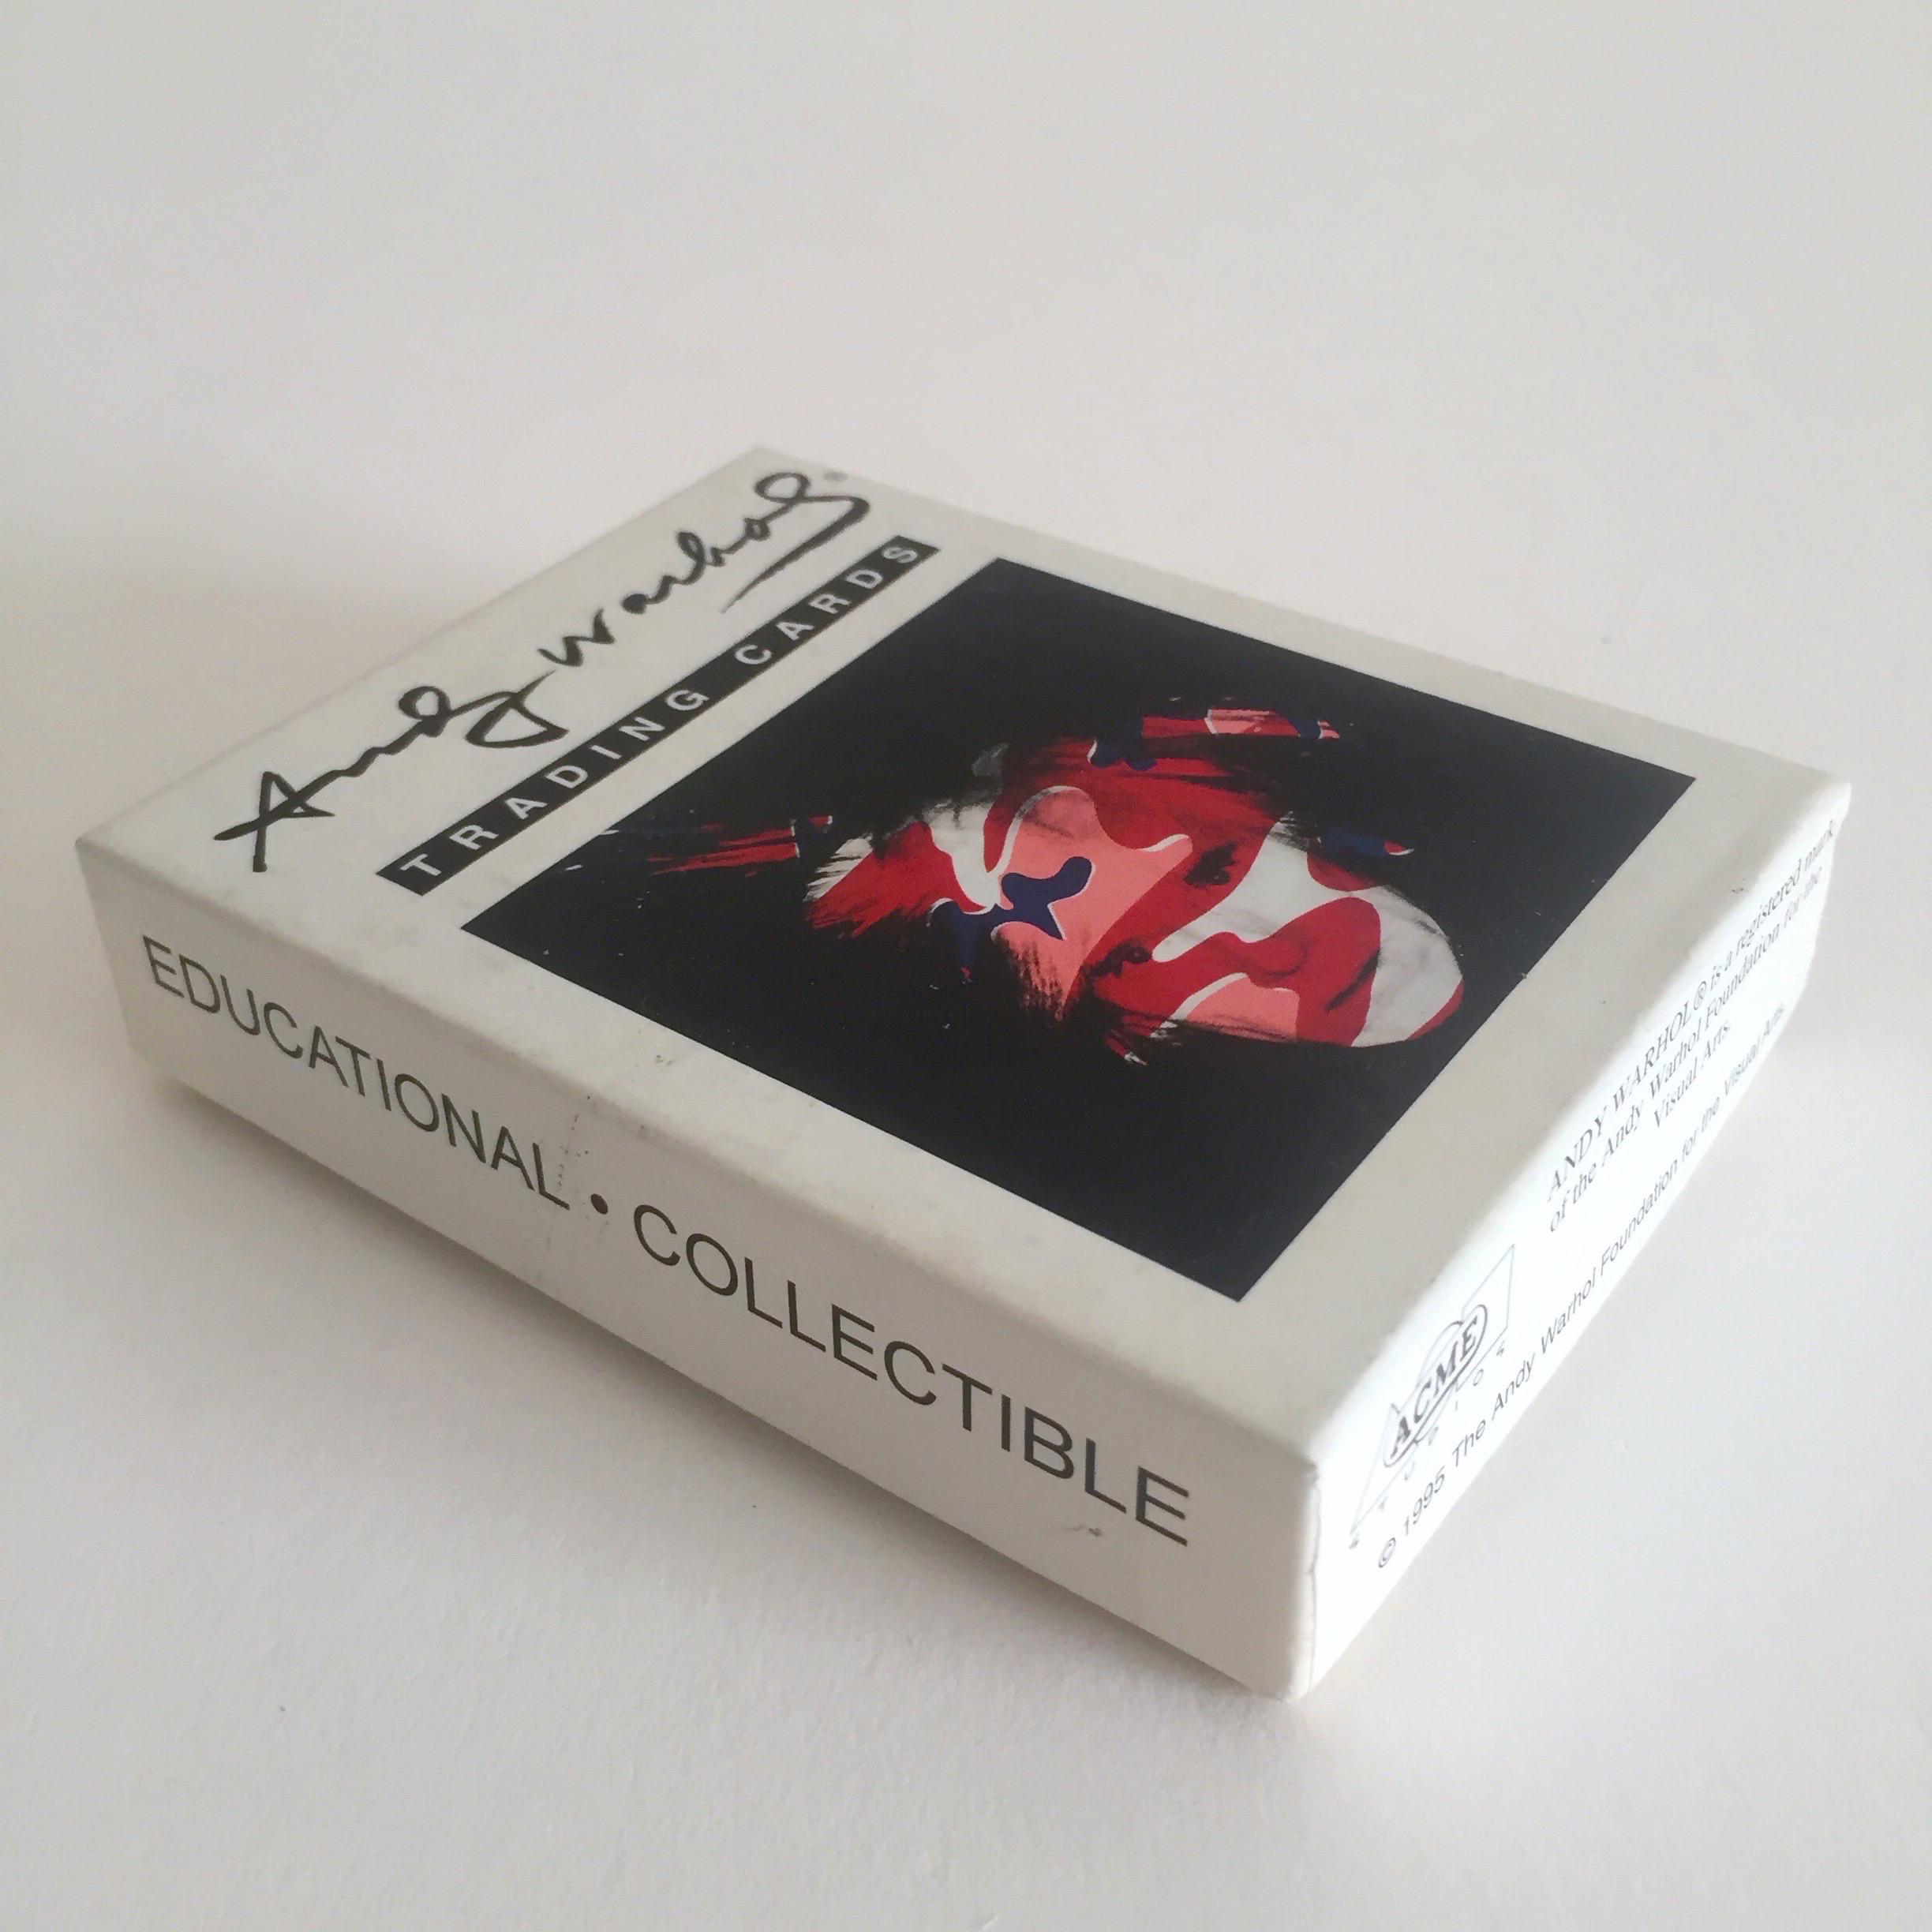 Andy Warhol
TRADING CARDS
EDUCATIONAL • COLLECTIBLE
ANDY WARHOL® is a registered mark
of the Andy Warhol Foundation for the
Visual Arts.
ACME
STUDIOS
© 1995 The Andy Warhol Foundation for the Visual Arts